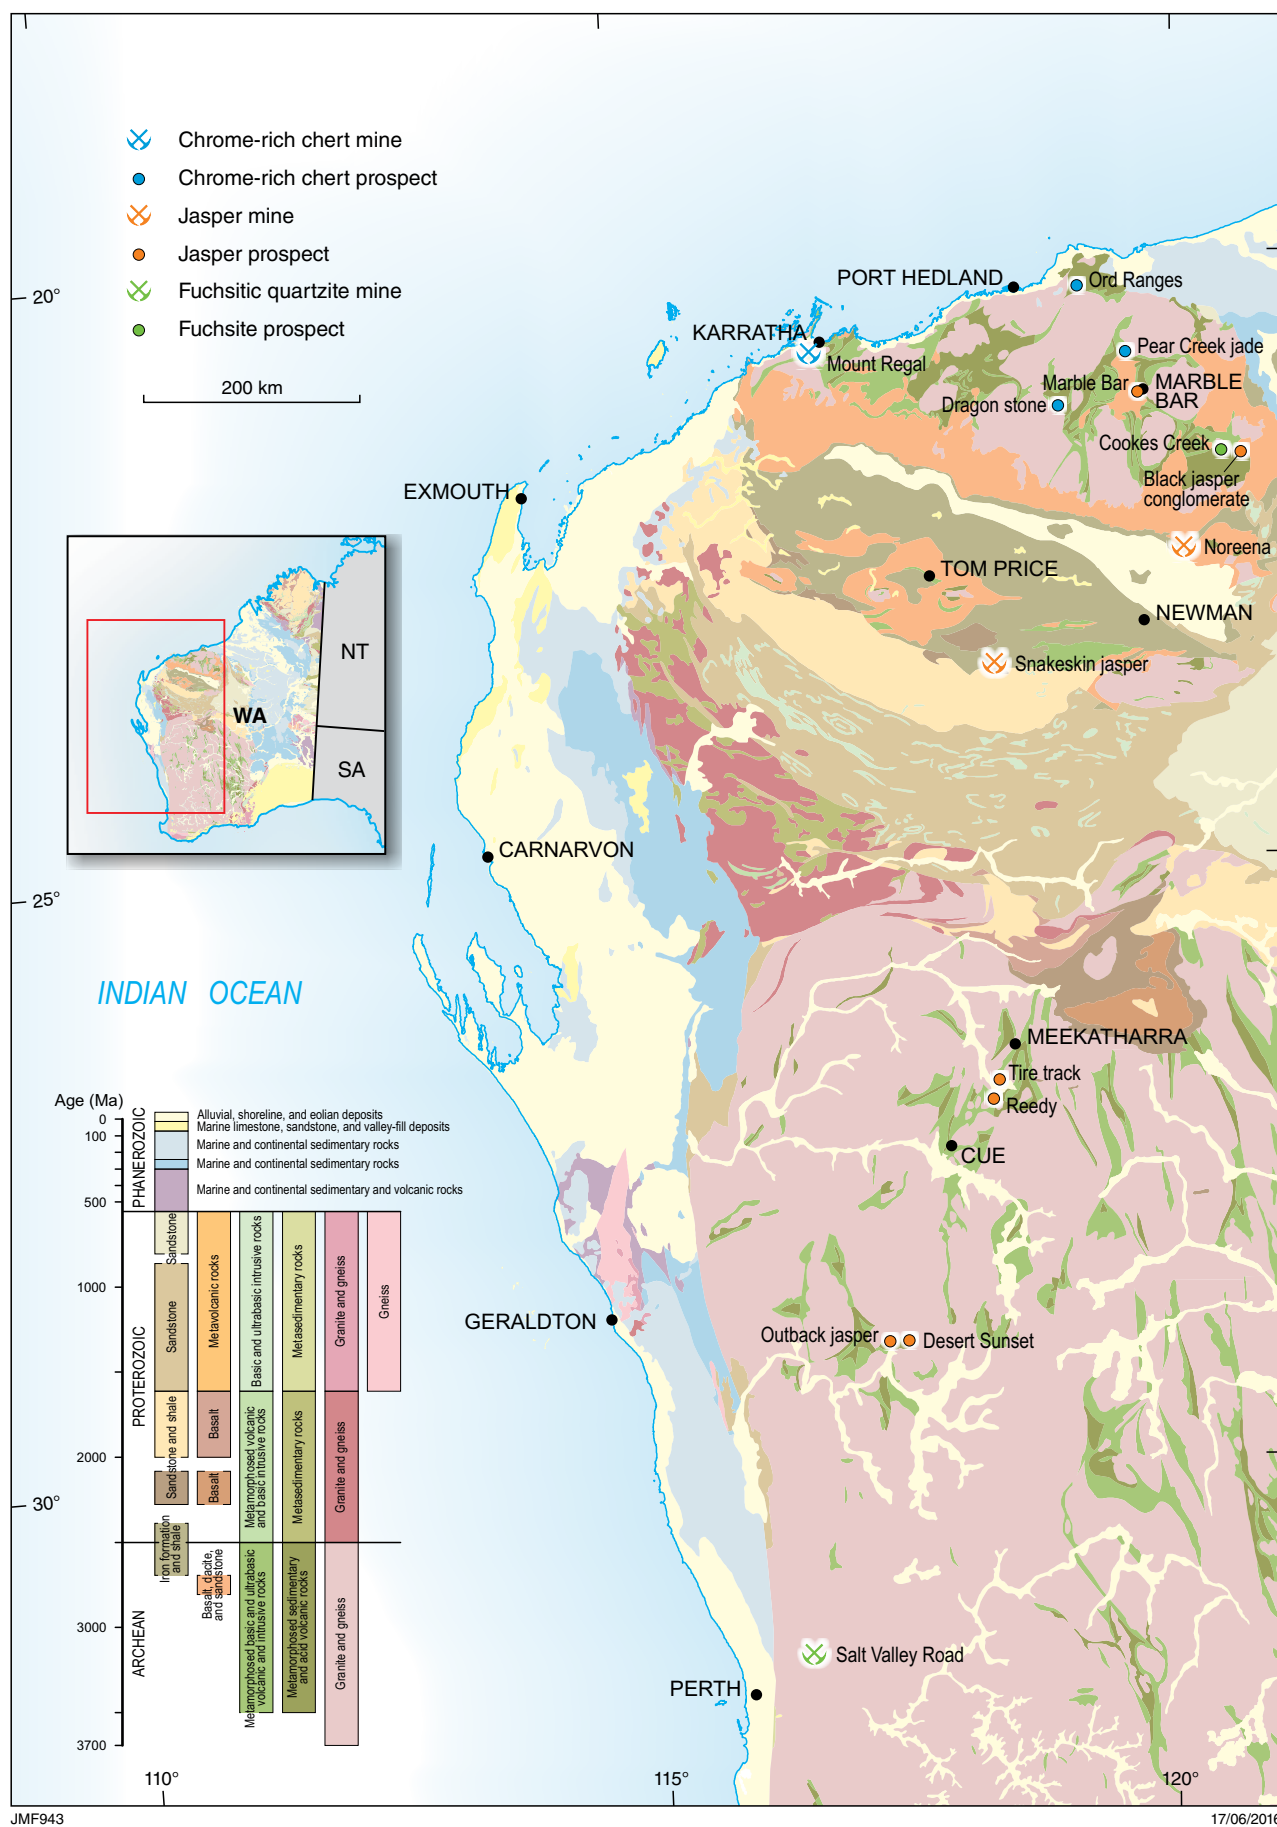 Chrome-rich chert mine
Chrome-rich chert prospect
Jasper mine
Jasper prospect
Fuchsitic quartzite mine
Fuchsite prospect
200 km
20°
25°
30°
110°
115°
120°
PORT HEDLAND
Ord Ranges
KARRATHA
Mount Regal
Pear Creek jade
Marble Bar
MARBLE
BAR
Dragon stone
Cookes Creek
Black jasper
conglomerate
EXMOUTH
Noreena
TOM PRICE
NEWMAN
Snakeskin jasper
NT
WA
SA
CARNARVON
INDIAN OCEAN
MEEKATHARRA
Tire track
Reedy
CUE
GERALDTON
Outback jasper
Desert Sunset
Salt Valley Road
PERTH
Age (Ma)
0
100
500
1000
2000
3000
3700
PHANEROZOIC
PROTEROZOIC
ARCHEAN
Alluvial, shoreline, and eolian deposits
Marine limestone, sandstone, and valley-fill deposits
Marine and continental sedimentary rocks
Marine and continental sedimentary rocks
Marine and continental sedimentary and volcanic rocks
Sandstone
Sandstone
Sandstone and shale
Iron formation
and shale
Metavolcanic rocks
Basalt
Basalt
Basalt, dacite,
and sandstone
Basic and ultrabasic intrusive rocks
Metamorphosed volcanic
and basic intrusive rocks
Metamorphosed basic and ultrabasic
volcanic and intrusive rocks
Metasedimentary rocks
Metasedimentary rocks
Metamorphosed sedimentary
and acid volcanic rocks
Granite and gneiss
Granite and gneiss
Granite and gneiss
Gneiss
JMF943
17/06/2016